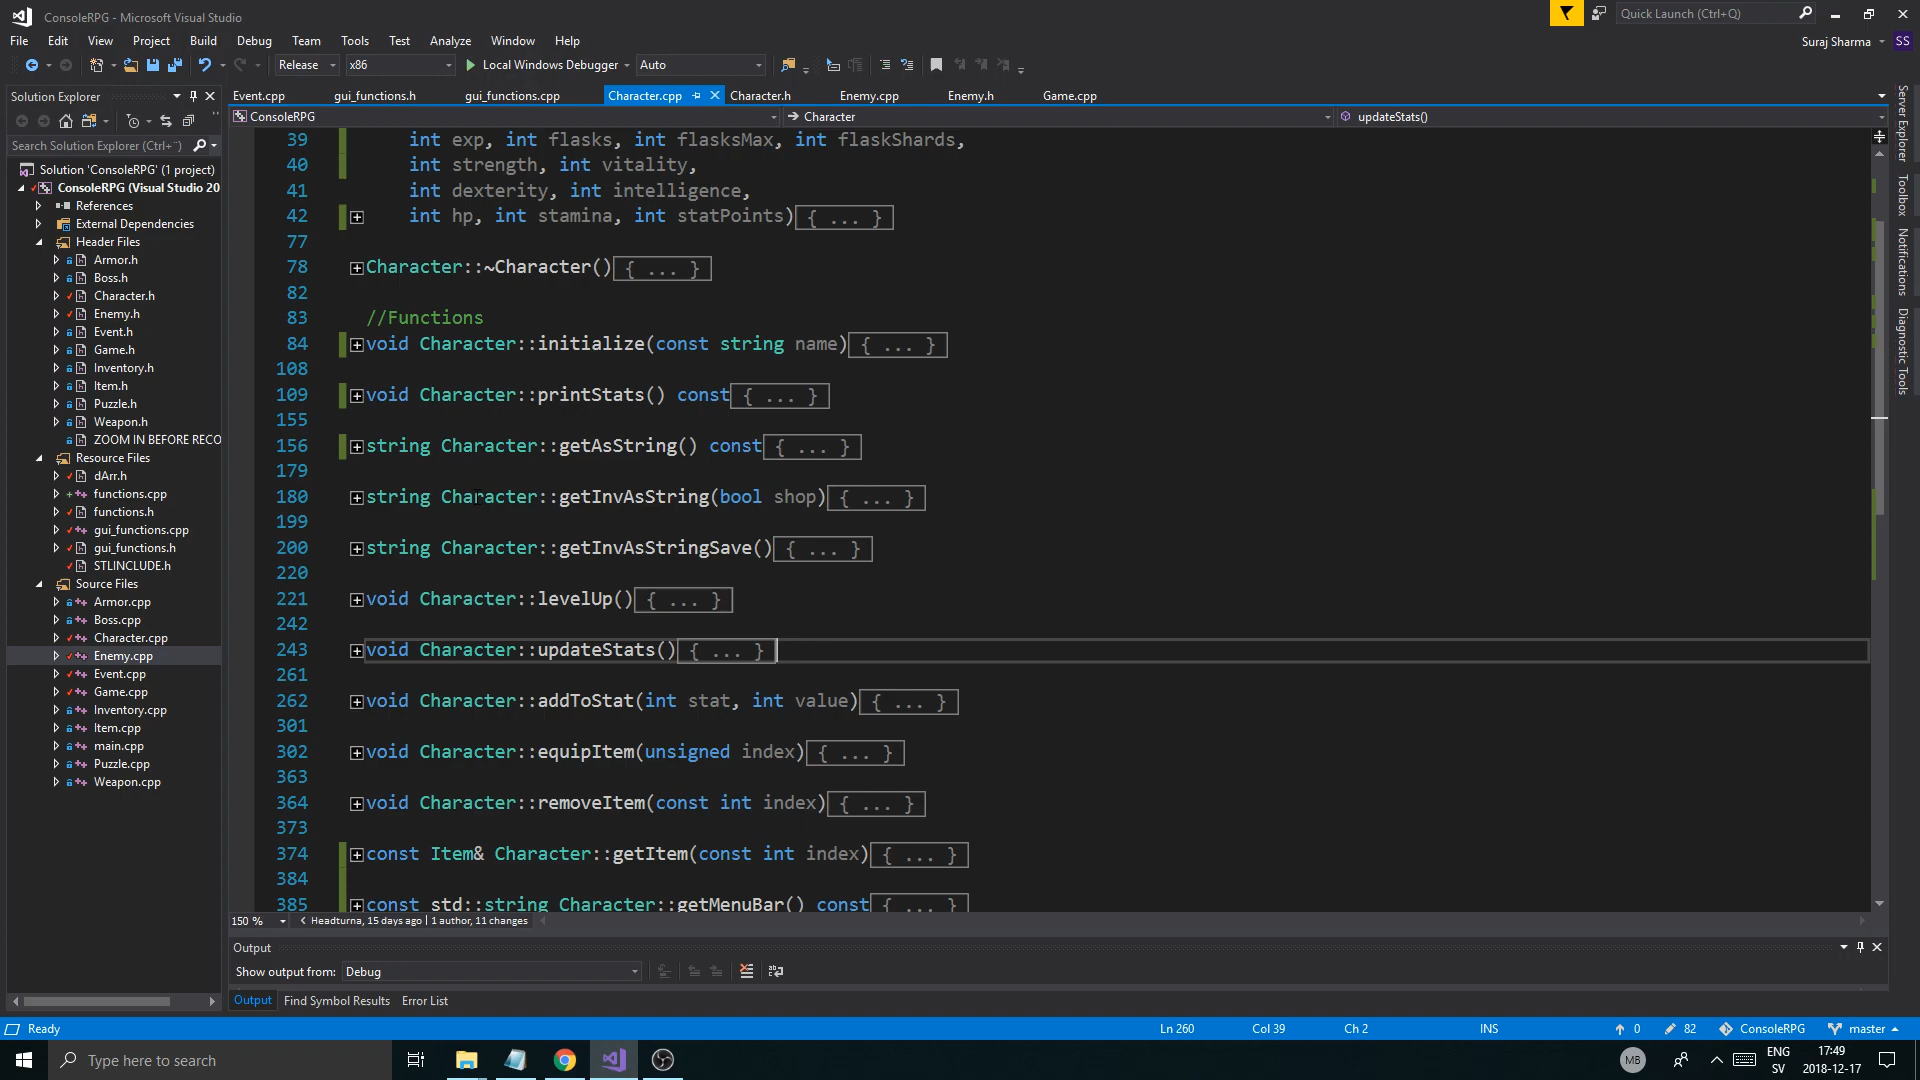 ConsoleRPG - Microsoft Visual Studio
Quick Launch (Ctrl+Q)
File Edit View Project Build Debug Team Tools Test Analyze Window Help
Suraj Sharma SS
Release x86 Local Windows Debugger Auto
Solution Explorer
Search Solution Explorer (Ctrl+¨)
Solution 'ConsoleRPG' (1 project)
ConsoleRPG (Visual Studio 20
References
External Dependencies
Header Files
Armor.h
Boss.h
Character.h
Enemy.h
Event.h
Game.h
Inventory.h
Item.h
Puzzle.h
Weapon.h
ZOOM IN BEFORE RECO
Resource Files
dArr.h
functions.cpp
functions.h
gui_functions.cpp
gui_functions.h
STLINCLUDE.h
Source Files
Armor.cpp
Boss.cpp
Character.cpp
Enemy.cpp
Event.cpp
Game.cpp
Inventory.cpp
Item.cpp
main.cpp
Puzzle.cpp
Weapon.cpp
Event.cpp gui_functions.h gui_functions.cpp Character.cpp Character.h Enemy.cpp Enemy.h Game.cpp
ConsoleRPG Character updateStats()
39 int exp, int flasks, int flasksMax, int flaskShards,
40 int strength, int vitality,
41 int dexterity, int intelligence,
42 int hp, int stamina, int statPoints){ ... }
77
78 Character::~Character(){ ... }
82
83 //Functions
84 void Character::initialize(const string name){ ... }
108
109 void Character::printStats() const{ ... }
155
156 string Character::getAsString() const{ ... }
179
180 string Character::getInvAsString(bool shop){ ... }
199
200 string Character::getInvAsStringSave(){ ... }
220
221 void Character::levelUp(){ ... }
242
243 void Character::updateStats(){ ... }
261
262 void Character::addToStat(int stat, int value){ ... }
301
302 void Character::equipItem(unsigned index){ ... }
363
364 void Character::removeItem(const int index){ ... }
373
374 const Item& Character::getItem(const int index){ ... }
384
385 const std::string Character::getMenuBar() const{ ... }
150 % Headturna, 15 days ago | 1 author, 11 changes
Output
Show output from: Debug
Output Find Symbol Results Error List
Server Explorer
Toolbox
Notifications
Diagnostic Tools
Ready Ln 260 Col 39 Ch 2 INS 0 82 ConsoleRPG master
Type here to search
MB
ENG
SV
17:49
2018-12-17